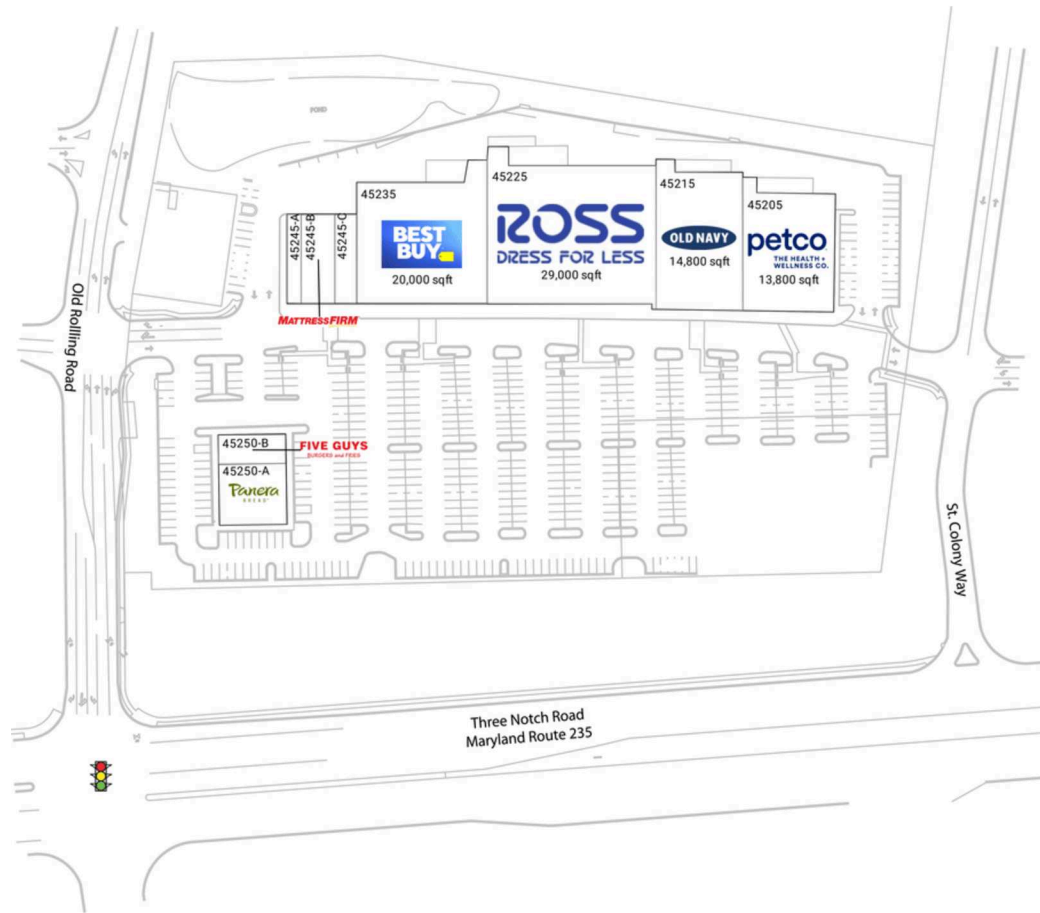 POND
45225
45235
45215
45205
45245-A
45245-B
45245-C
BEST
BUY
ROSS
DRESS FOR LESS
OLD NAVY
petco
THE HEALTH +
WELLNESS CO.
20,000 sqft
29,000 sqft
14,800 sqft
13,800 sqft
MATTRESSFIRM
Old Rollling Road
45250-B
FIVE GUYS
BURGERS and FRIES
45250-A
Panera
BREAD
St. Colony Way
Three Notch Road
Maryland Route 235